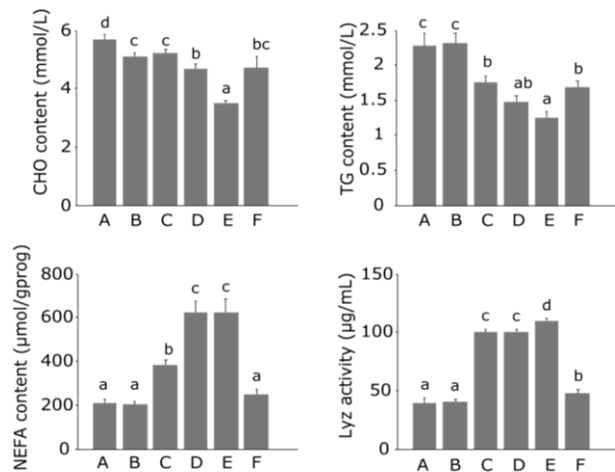 CHO content (mmol/L)
6
4
2
0
d
c
c
b
a
bc
A B C D E F
TG content (mmol/L)
2.5
2
1.5
1
0.5
0
c
c
b
ab
a
b
A B C D E F
NEFA content (µmol/gprog)
800
600
400
200
0
a
a
b
c
c
a
A B C D E F
Lyz activity (µg/mL)
150
100
50
0
a
a
c
c
d
b
A B C D E F